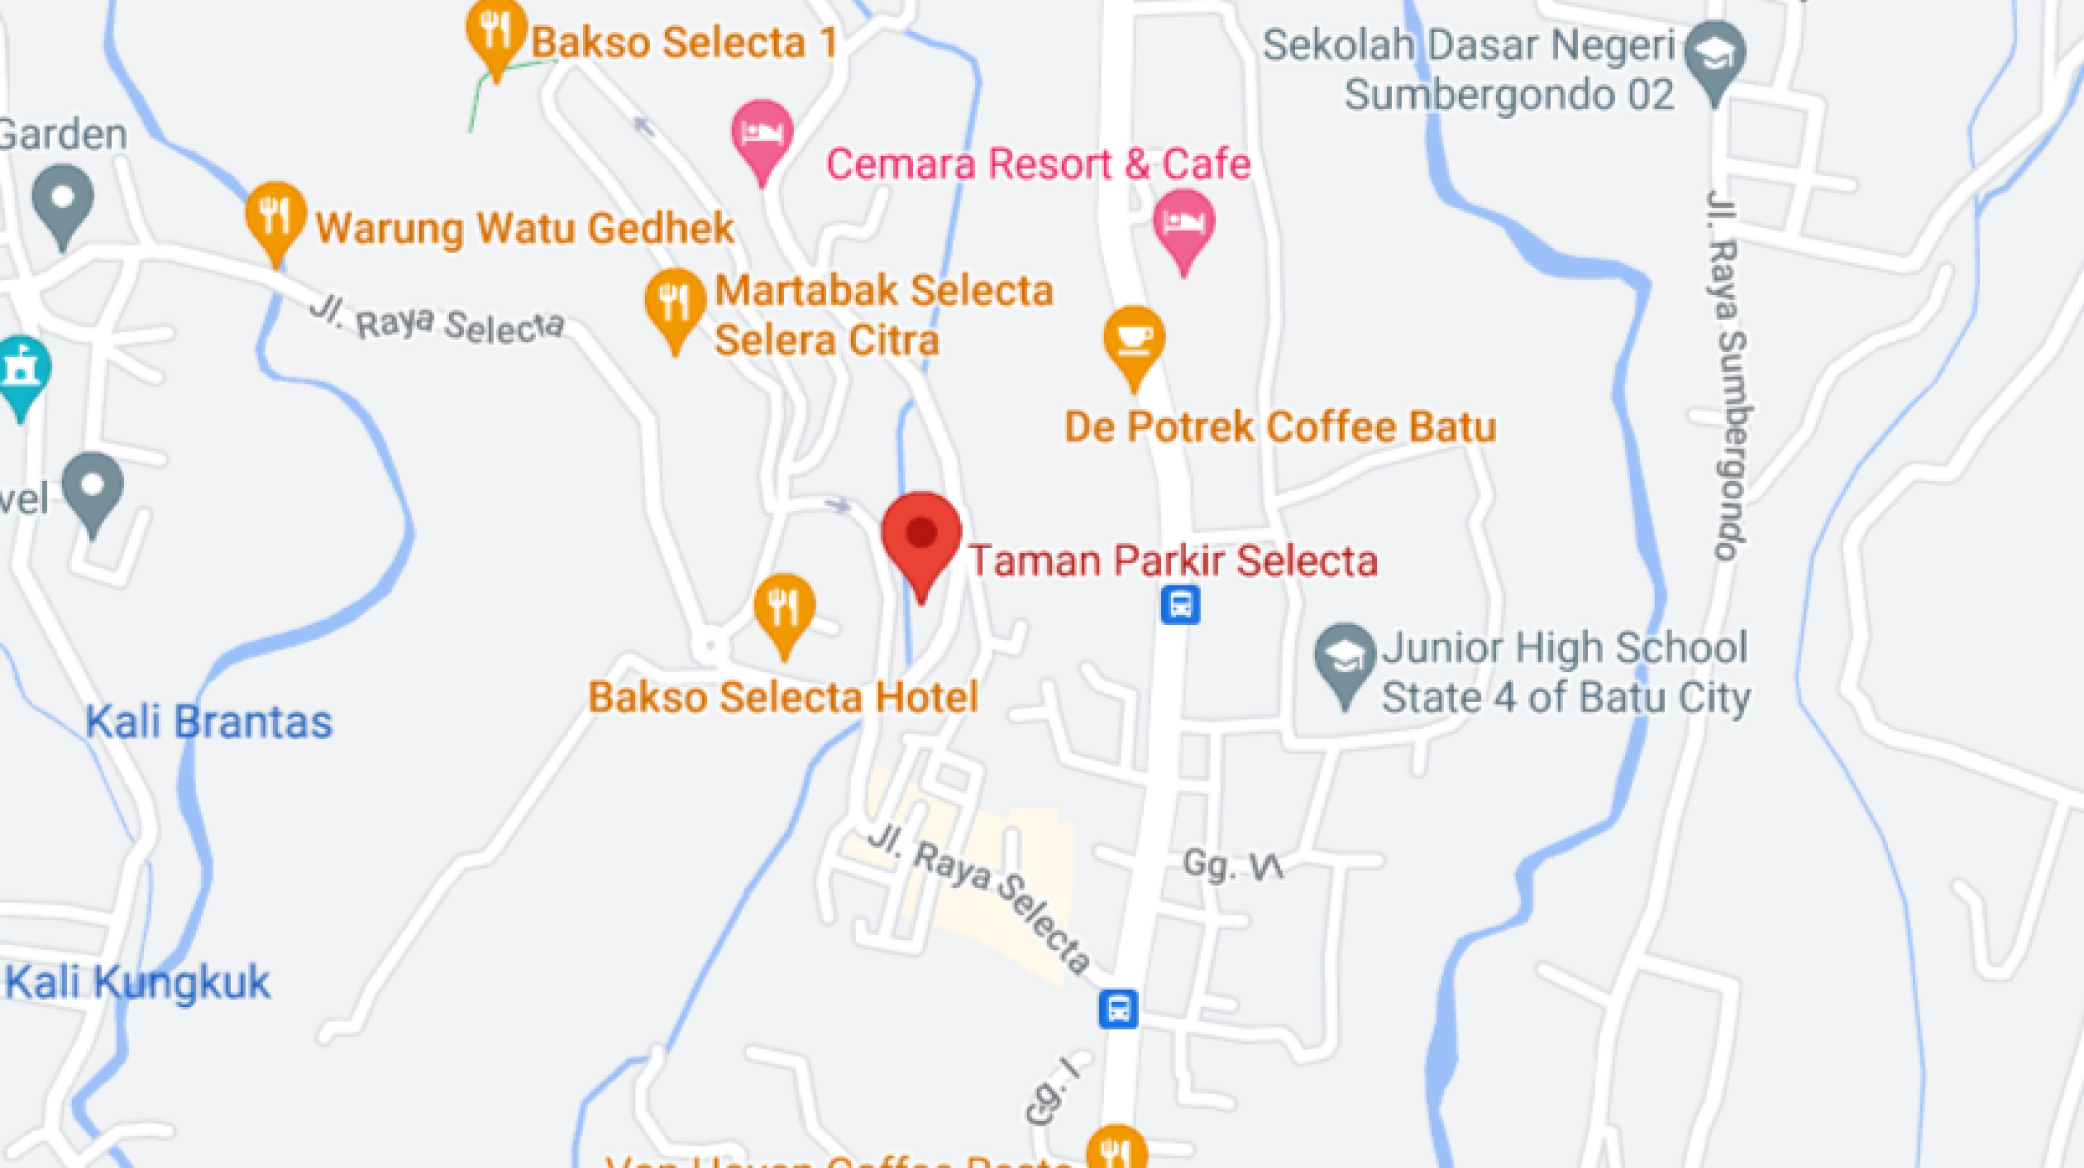 Bakso Selecta 1
Sekolah Dasar Negeri
Sumbergondo 02
Garden
Cemara Resort & Cafe
Warung Watu Gedhek
Jl. Raya Selecta
Martabak Selecta
Selera Citra
Jl. Raya Sumbergondo
De Potrek Coffee Batu
vel
Taman Parkir Selecta
Junior High School
State 4 of Batu City
Bakso Selecta Hotel
Kali Brantas
Jl. Raya Selecta
Gg. VI
Kali Kungkuk
Gg. I